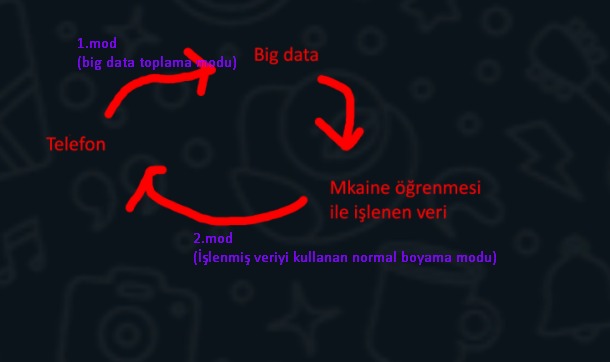 1.mod
(big data toplama modu)
Big data
Telefon
Mkaine öğrenmesi
ile işlenen veri
2.mod
(İşlenmiş veriyi kullanan normal boyama modu)